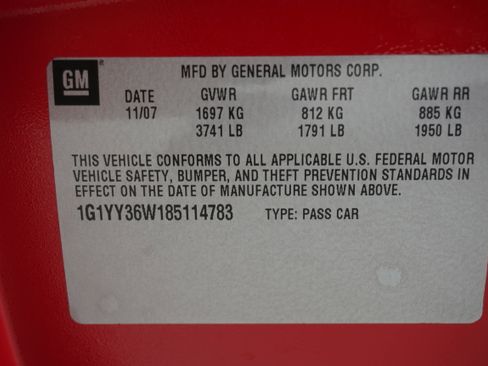 GM
MFD BY GENERAL MOTORS CORP.
DATE GVWR GAWR FRT GAWR RR
11/07 1697 KG 812 KG 885 KG
3741 LB 1791 LB 1950 LB
THIS VEHICLE CONFORMS TO ALL APPLICABLE U.S. FEDERAL MOTOR
VEHICLE SAFETY, BUMPER, AND THEFT PREVENTION STANDARDS IN
EFFECT ON THE DATE OF MANUFACTURE SHOWN ABOVE.
1G1YY36W185114783 TYPE: PASS CAR